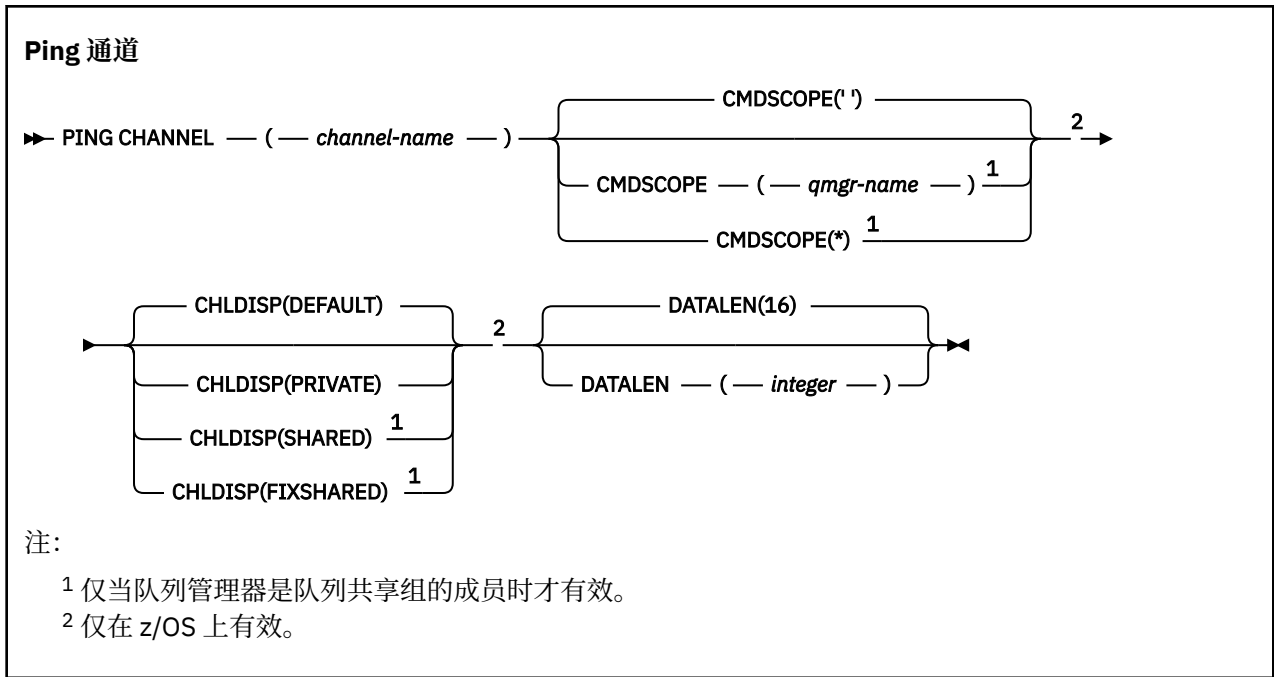 Ping 通道
CMDSCOPE(' ')
PING CHANNEL ( channel-name ) 2
CMDSCOPE ( qmgr-name ) 1
CMDSCOPE(*) 1
CHLDISP(DEFAULT) 2 DATALEN(16)
CHLDISP(PRIVATE) DATALEN ( integer )
CHLDISP(SHARED) 1
CHLDISP(FIXSHARED) 1
注：
1 仅当队列管理器是队列共享组的成员时才有效。
2 仅在 z/OS 上有效。